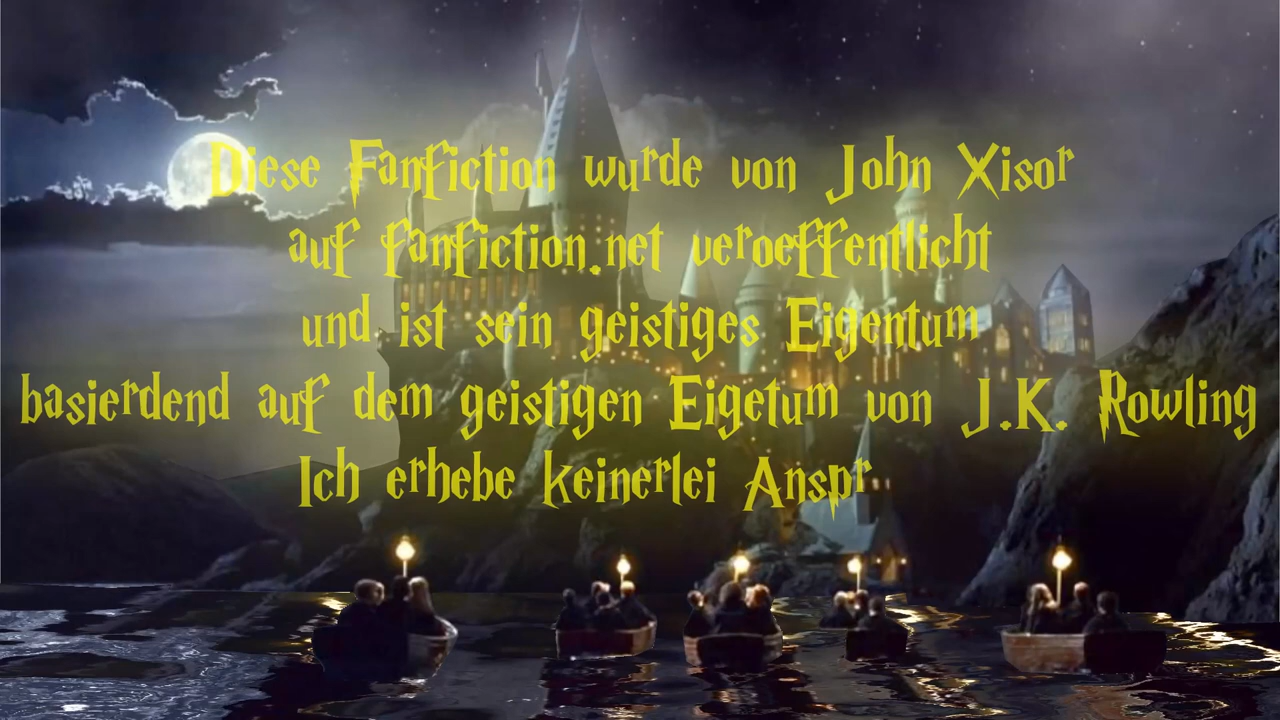 Diese Fanfiction wurde von John Xisor
auf fanfiction.net veroeffentlicht
und ist sein geistiges Eigentum
basierdend auf dem geistigen Eigetum von J.K. Rowling
Ich erhebe keinerlei Anspr